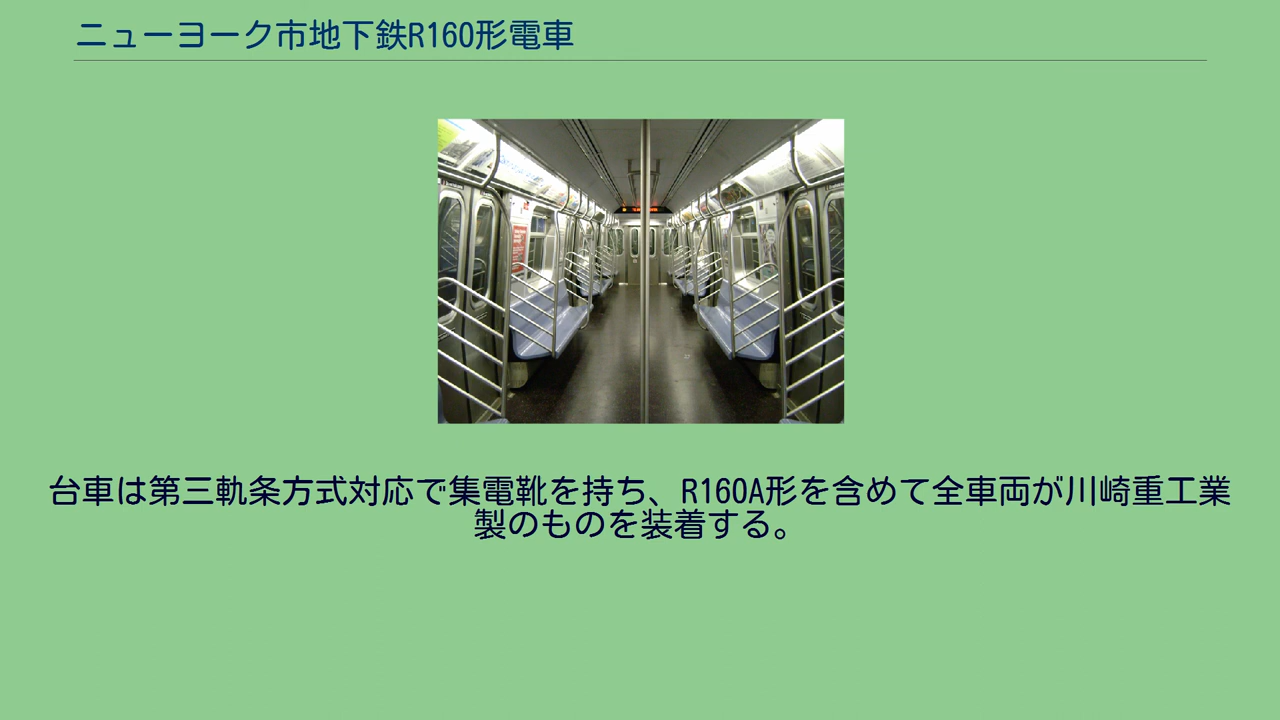 ニューヨーク市地下鉄R160形電車
台車は第三軌条方式対応で集電靴を持ち、R160A形を含めて全車両が川崎重工業
製のものを装着する。